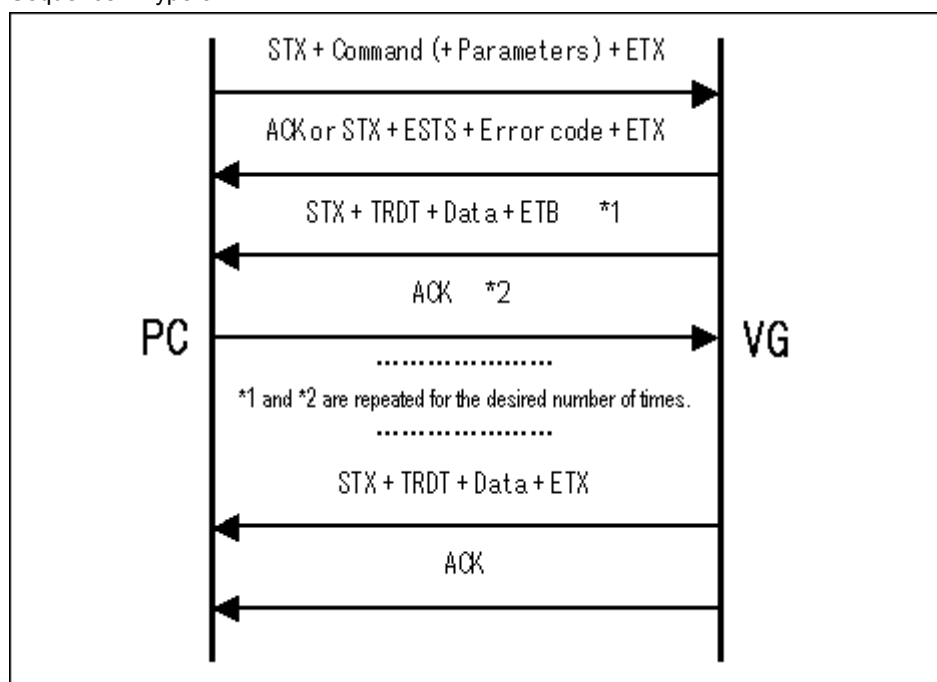 STX + Command (+ Parameters) + ETX
ACK or STX + ESTS + Error code + ETX
STX + TRDT + Data + ETB *1
ACK *2
PC
VG
.....................
*1 and *2 are repeated for the desired number of times.
.....................
STX + TRDT + Data + ETX
ACK